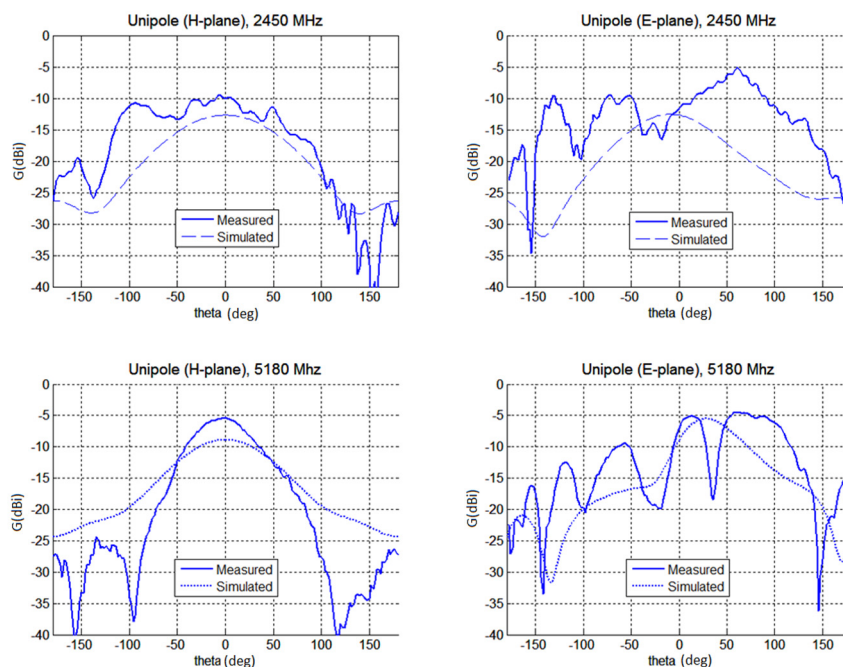 Unipole (H-plane), 2450 MHz
0
-5
-10
-15
-20
-25
-30
-35
-40
G(dBi)
Measured
Simulated
-150 -100 -50 0 50 100 150
theta (deg)
Unipole (E-plane), 2450 MHz
0
-5
-10
-15
-20
-25
-30
-35
-40
G(dBi)
Measured
Simulated
-150 -100 -50 0 50 100 150
theta (deg)
Unipole (H-plane), 5180 Mhz
0
-5
-10
-15
-20
-25
-30
-35
-40
G(dBi)
Measured
Simulated
-150 -100 -50 0 50 100 150
theta (deg)
Unipole (E-plane), 5180 MHz
0
-5
-10
-15
-20
-25
-30
-35
-40
G(dBi)
Measured
Simulated
-150 -100 -50 0 50 100 150
theta (deg)